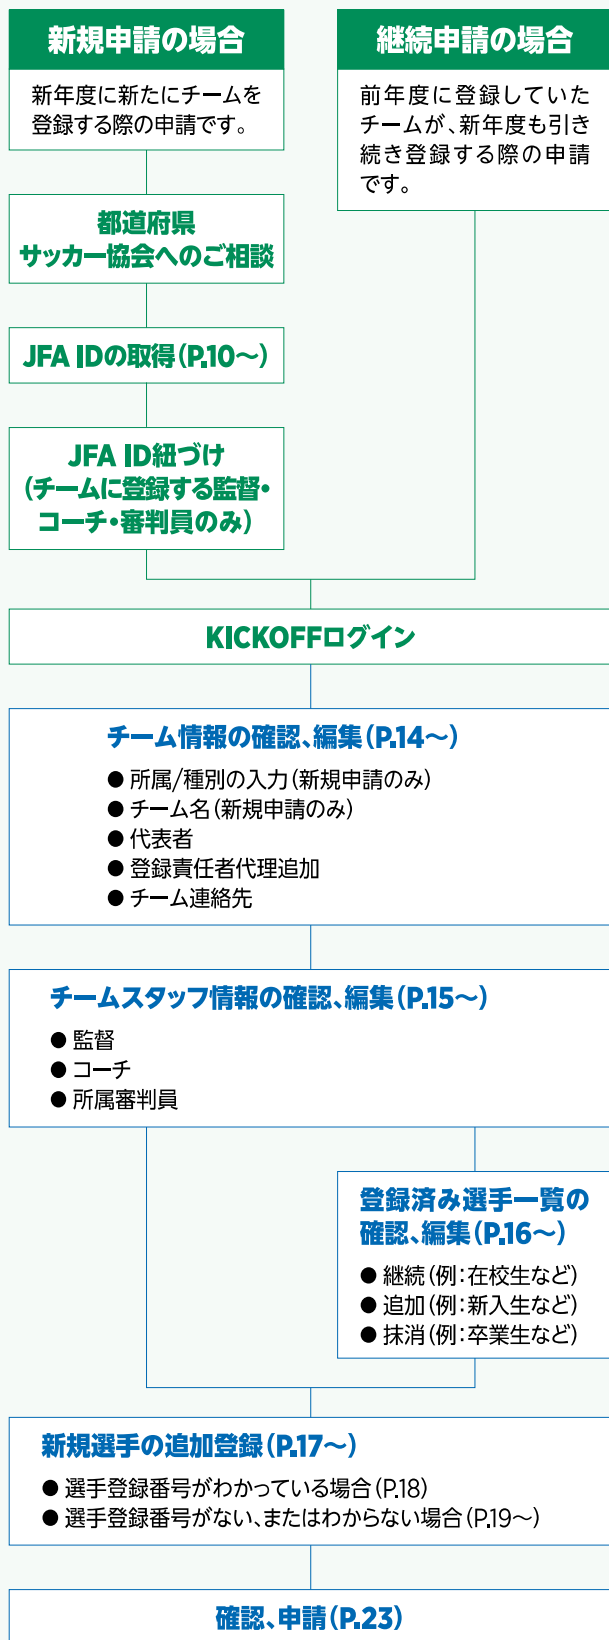 新規申請の場合
新年度に新たにチームを
登録する際の申請です。
継続申請の場合
前年度に登録していた
チームが、新年度も引き
続き登録する際の申請
です。
都道府県
サッカー協会へのご相談
JFA IDの取得(P.10〜)
JFA ID紐づけ
(チームに登録する監督・
コーチ・審判員のみ)
KICKOFFログイン
チーム情報の確認、編集(P.14〜)
● 所属/種別の入力(新規申請のみ)
● チーム名(新規申請のみ)
● 代表者
● 登録責任者代理追加
● チーム連絡先
チームスタッフ情報の確認、編集(P.15〜)
● 監督
● コーチ
● 所属審判員
登録済み選手一覧の
確認、編集(P.16〜)
● 継続(例:在校生など)
● 追加(例:新入生など)
● 抹消(例:卒業生など)
新規選手の追加登録(P.17〜)
● 選手登録番号がわかっている場合(P.18)
● 選手登録番号がない、またはわからない場合(P.19〜)
確認、申請(P.23)